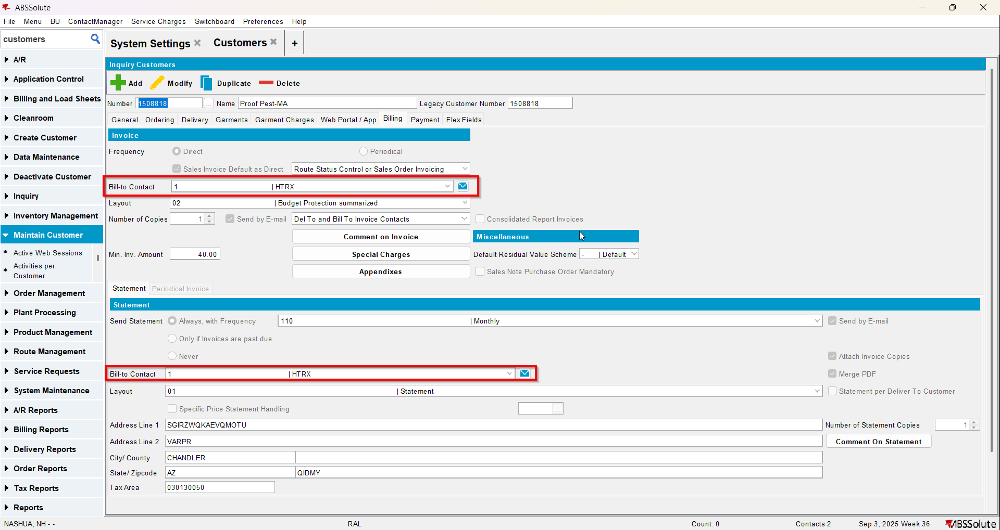 ABSSolute
File Menu BU ContactManager Service Charges Switchboard Preferences Help
customers
System Settings
Customers
+
A/R
Application Control
Billing and Load Sheets
Cleanroom
Create Customer
Data Maintenance
Deactivate Customer
Inquiry
Inventory Management
Maintain Customer
Active Web Sessions
Activities per
Customer
Order Management
Plant Processing
Product Management
Route Management
Service Requests
System Maintenance
A/R Reports
Billing Reports
Delivery Reports
Order Reports
Tax Reports
Reports
Inquiry Customers
Add Modify Duplicate Delete
Number 1508818 ... Name Proof Pest-MA Legacy Customer Number 1508818
General Ordering Delivery Garments Garment Charges Web Portal / App Billing Payment Flex Fields
Invoice
Frequency Direct Periodical
Sales Invoice Default as Direct Route Status Control or Sales Order Invoicing
Bill-to Contact 1 | HTRX
Layout 02 | Budget Protection summarized
Number of Copies 1 Send by E-mail Del To and Bill To Invoice Contacts Consolidated Report Invoices
Comment on Invoice Miscellaneous
Min. Inv. Amount 40.00 Special Charges Default Residual Value Scheme - | Default
Appendixes Sales Note Purchase Order Mandatory
Statement Periodical Invoice
Statement
Send Statement Always, with Frequency 110 | Monthly Send by E-mail
Only if Invoices are past due
Never Attach Invoice Copies
Bill-to Contact 1 | HTRX Merge PDF
Layout 01 | Statement Statement per Deliver To Customer
Specific Price Statement Handling ...
Address Line 1 SGIRZWQKAEVQMOTU Number of Statement Copies 1
Address Line 2 VARPR Comment On Statement
City/ County CHANDLER
State/ Zipcode AZ QIDMY
Tax Area 030130050
NASHUA, NH - - RAL Count: 0 Contacts 2 Sep 3, 2025 Week 36 ABSSolute